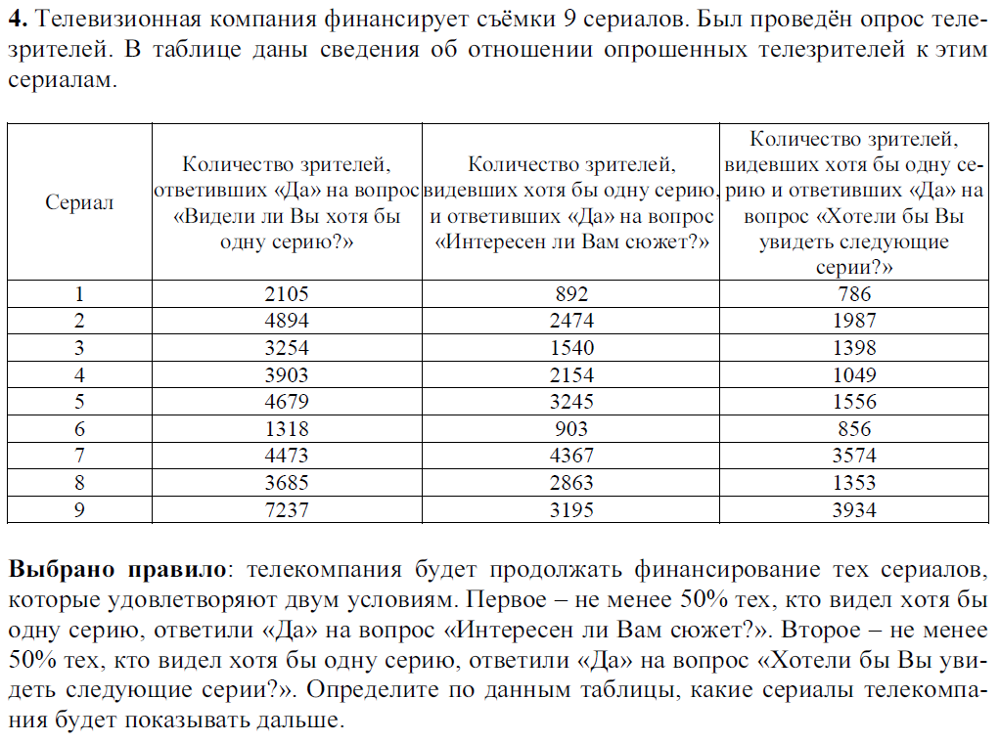 4. Телевизионная компания финансирует съёмки 9 сериалов. Был проведён опрос теле-
зрителей. В таблице даны сведения об отношении опрошенных телезрителей к этим
сериалам.
Сериал
Количество зрителей,
ответивших «Да» на вопрос
«Видели ли Вы хотя бы
одну серию?»
Количество зрителей,
видевших хотя бы одну серию,
и ответивших «Да» на вопрос
«Интересен ли Вам сюжет?»
Количество зрителей,
видевших хотя бы одну се-
рию и ответивших «Да» на
вопрос «Хотели бы Вы
увидеть следующие
серии?»
1 2105 892 786
2 4894 2474 1987
3 3254 1540 1398
4 3903 2154 1049
5 4679 3245 1556
6 1318 903 856
7 4473 4367 3574
8 3685 2863 1353
9 7237 3195 3934
Выбрано правило: телекомпания будет продолжать финансирование тех сериалов,
которые удовлетворяют двум условиям. Первое – не менее 50% тех, кто видел хотя бы
одну серию, ответили «Да» на вопрос «Интересен ли Вам сюжет?». Второе – не менее
50% тех, кто видел хотя бы одну серию, ответили «Да» на вопрос «Хотели бы Вы уви-
деть следующие серии?». Определите по данным таблицы, какие сериалы телекомпа-
ния будет показывать дальше.